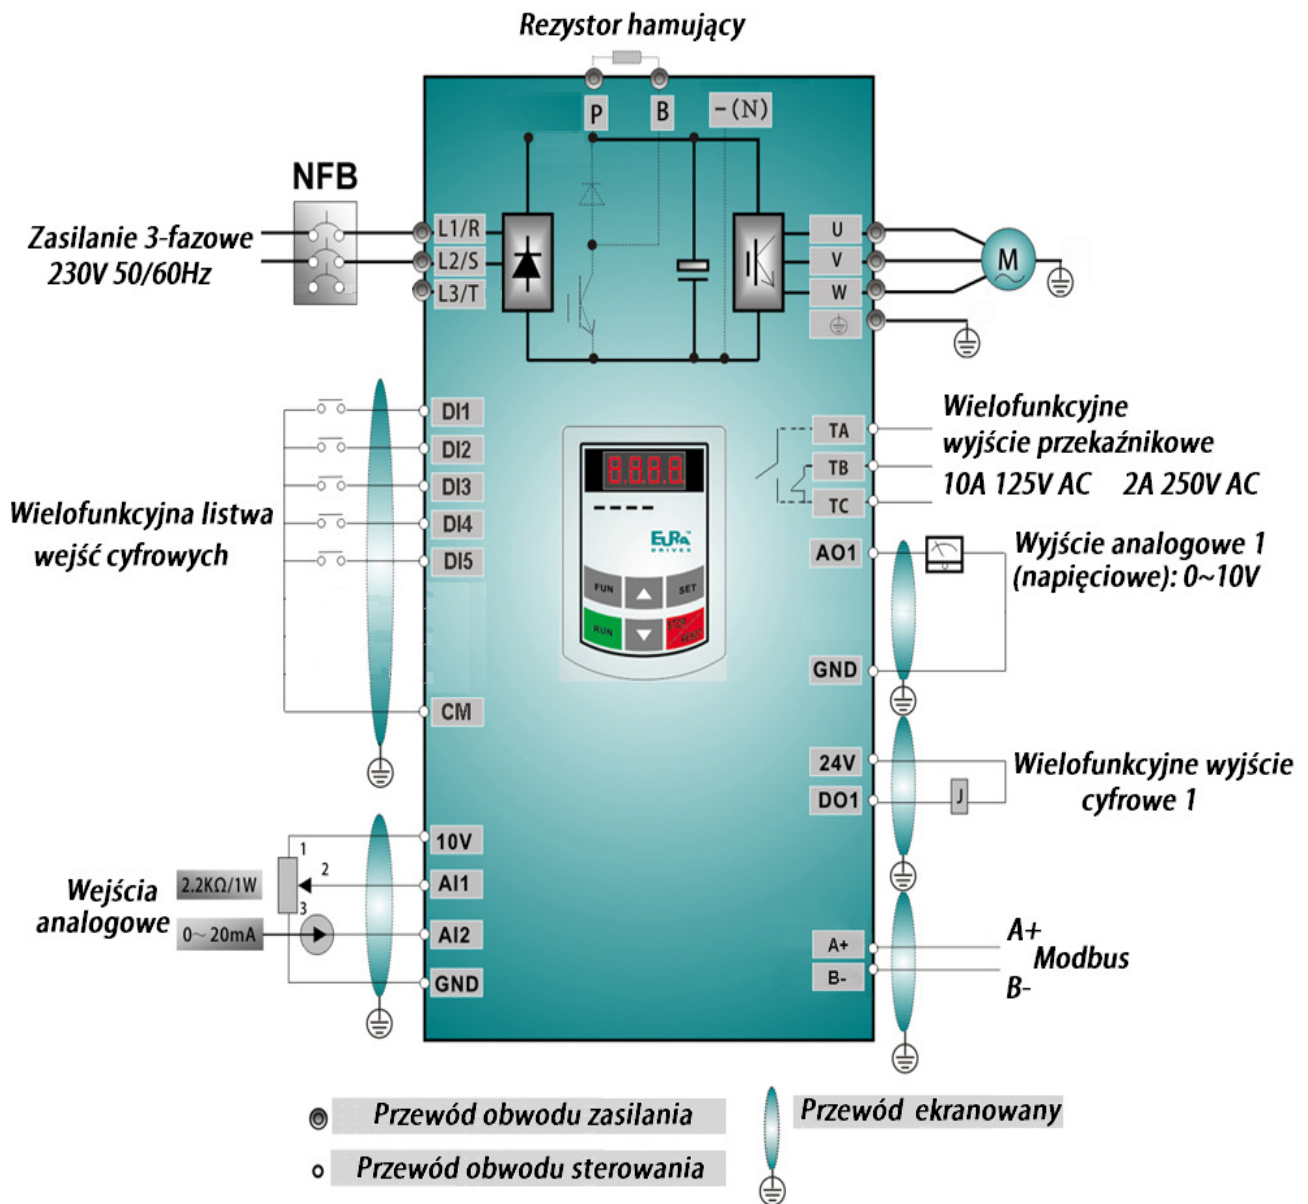 Rezystor hamujący
P
B
-(N)
NFB
Zasilanie 3-fazowe
230V 50/60Hz
L1/R
L2/S
L3/T
U
V
W
M
DI1
DI2
DI3
DI4
DI5
CM
Wielofunkcyjna listwa
wejść cyfrowych
8.8.8.8.
EURA
DRIVES
FUN
SET
RUN
STOP
RESET
TA
TB
TC
Wielofunkcyjne
wyjście przekaźnikowe
10A 125V AC 2A 250V AC
AO1
GND
Wyjście analogowe 1
(napięciowe): 0~10V
24V
DO1
J
Wielofunkcyjne wyjście
cyfrowe 1
Wejścia
analogowe
2.2KΩ/1W
0~20mA
1
2
3
10V
AI1
AI2
GND
A+
B-
A+
Modbus
B-
Przewód obwodu zasilania
Przewód obwodu sterowania
Przewód ekranowany